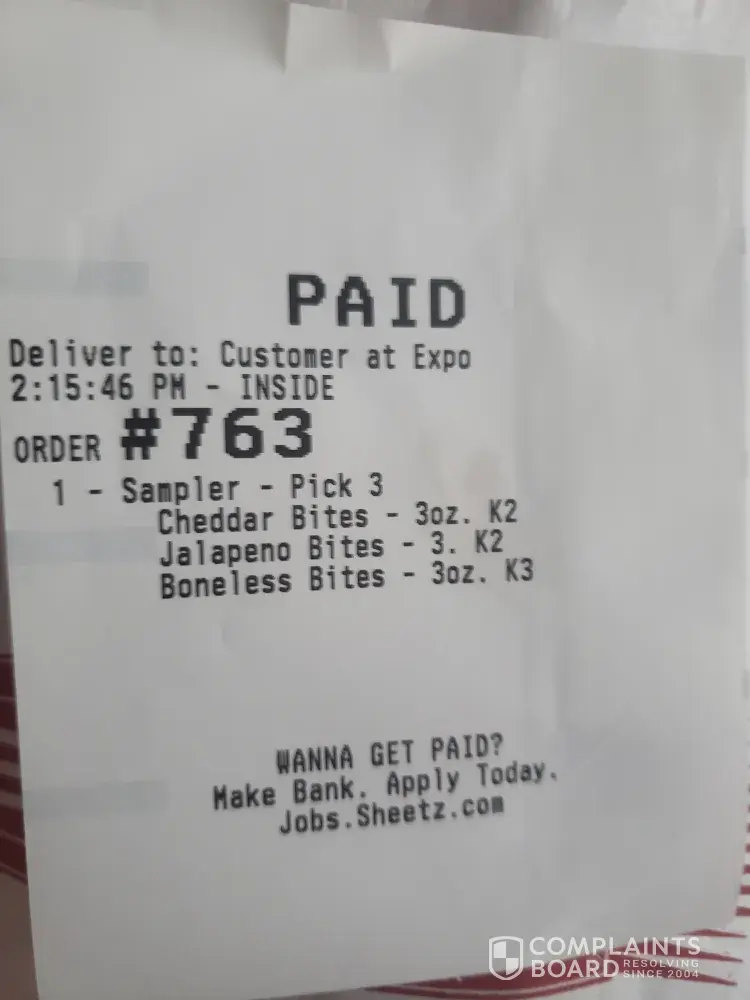 PAID
Deliver to: Customer at Expo
2:15:46 PM - INSIDE
ORDER #763
1 - Sampler - Pick 3
Cheddar Bites - 3oz. K2
Jalapeno Bites - 3. K2
Boneless Bites - 3oz. K3
WANNA GET PAID?
Make Bank. Apply Today.
Jobs.Sheetz.com
COMPLAINTS
BOARD RESOLVING
SINCE 2004